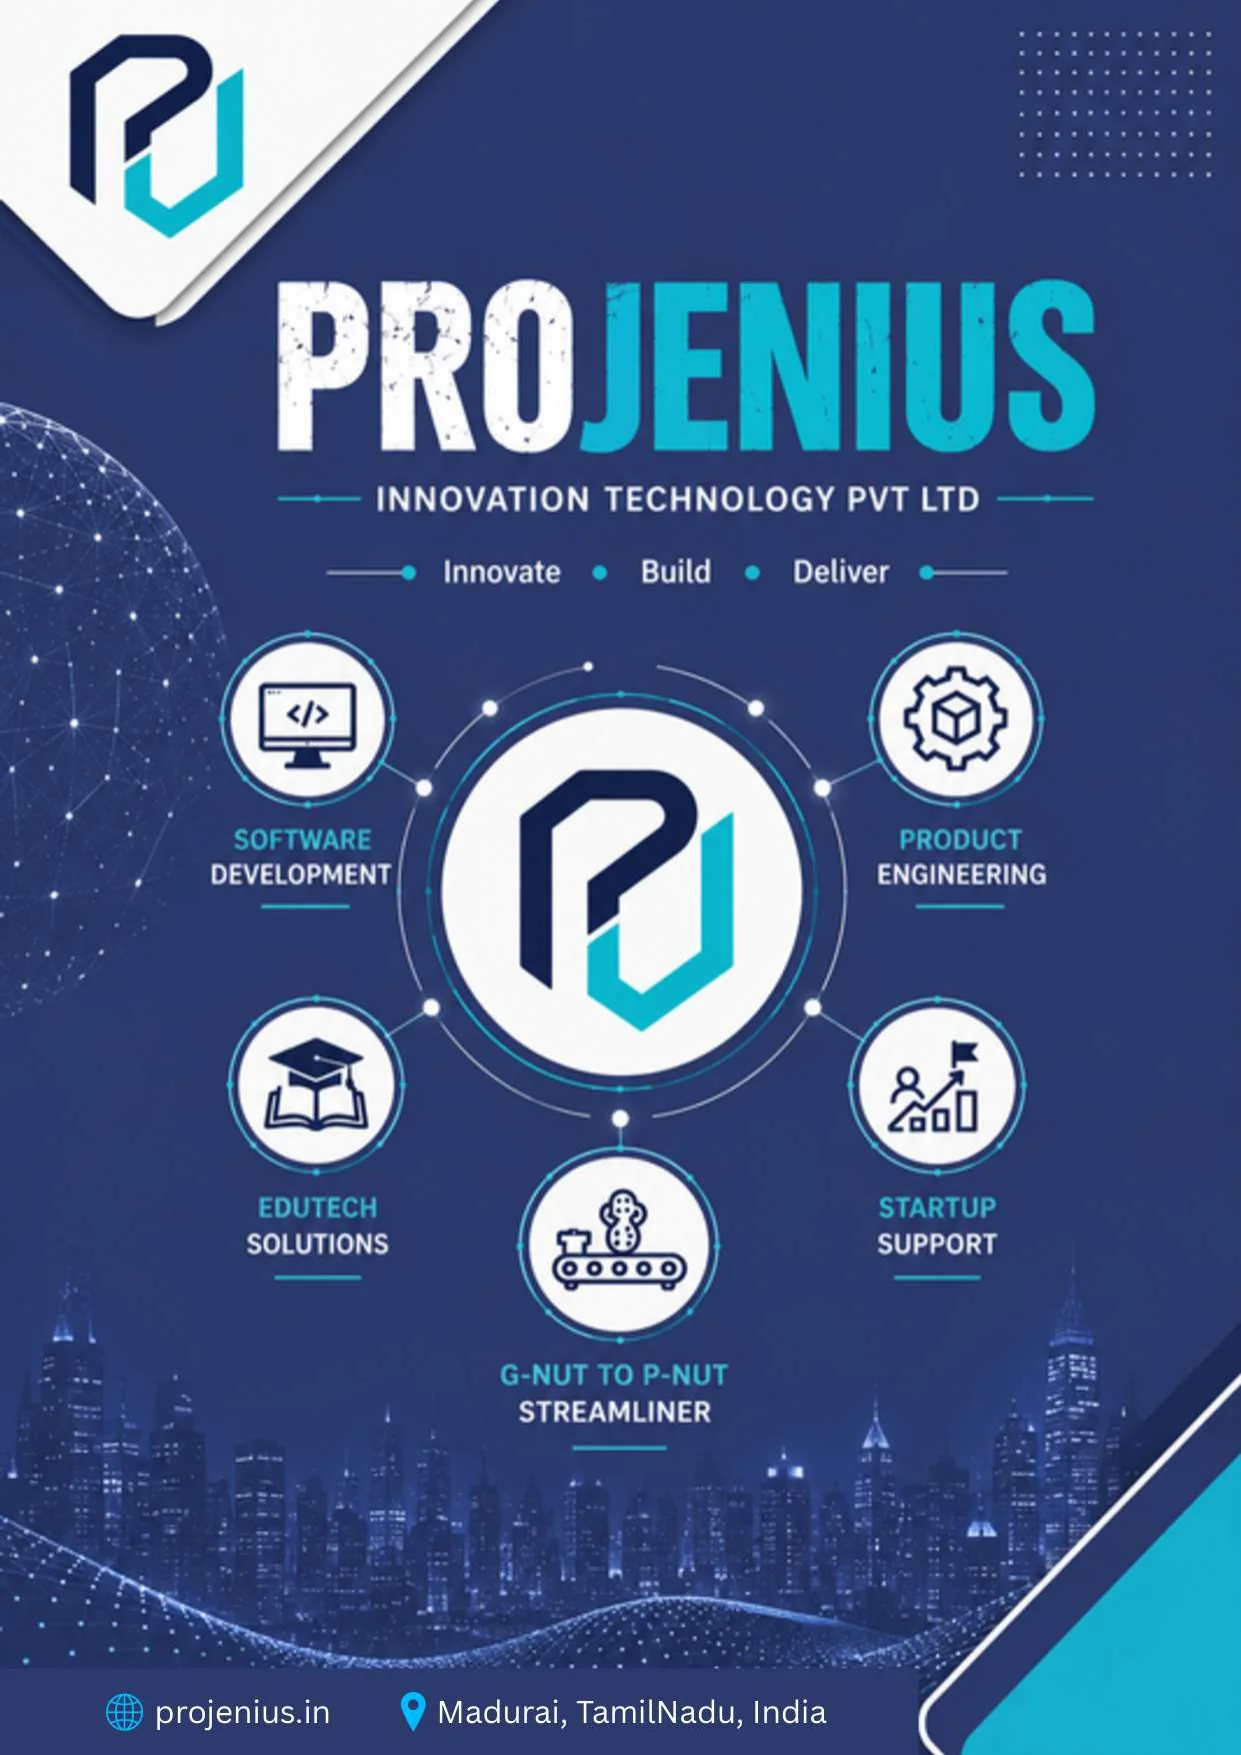 PROJENIUS
INNOVATION TECHNOLOGY PVT LTD
Innovate • Build • Deliver
SOFTWARE
DEVELOPMENT
PRODUCT
ENGINEERING
EDUTECH
SOLUTIONS
STARTUP
SUPPORT
G-NUT TO P-NUT
STREAMLINER
projenius.in
Madurai, TamilNadu, India